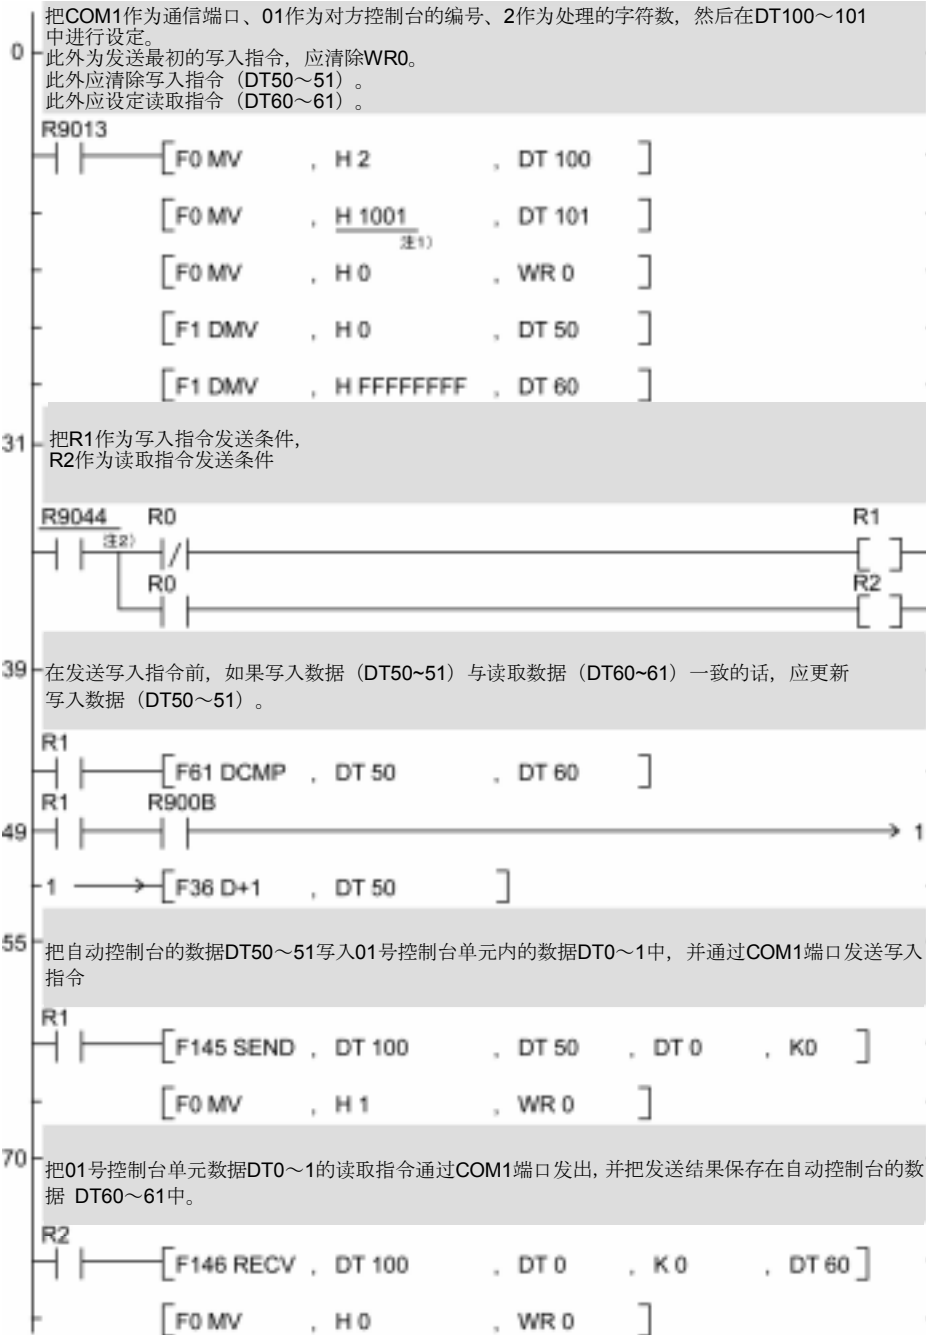 把COM1作为通信端口、01作为对方控制台的编号、2作为处理的字符数, 然后在DT100～101
中进行设定。
0
此外为发送最初的写入指令, 应清除WR0。
此外应清除写入指令（DT50～51）。
此外应设定读取指令（DT60～61）。
R9013
F0 MV , H 2 , DT 100
F0 MV , H 1001 , DT 101
注1)
F0 MV , H 0 , WR 0
F1 DMV , H 0 , DT 50
F1 DMV , H FFFFFFFF , DT 60
31
把R1作为写入指令发送条件,
R2作为读取指令发送条件
R9044 R0 R1
注2)
R0 R2
39
在发送写入指令前, 如果写入数据（DT50~51）与读取数据（DT60~61）一致的话, 应更新
写入数据（DT50～51）。
R1
F61 DCMP , DT 50 , DT 60
R1 R900B
49 1
1 F36 D+1 , DT 50
55
把自动控制台的数据DT50～51写入01号控制台单元内的数据DT0～1中, 并通过COM1端口发送写入
指令
R1
F145 SEND , DT 100 , DT 50 , DT 0 , K0
F0 MV , H 1 , WR 0
70
把01号控制台单元数据DT0～1的读取指令通过COM1端口发出, 并把发送结果保存在自动控制台的数
据 DT60～61中。
R2
F146 RECV , DT 100 , DT 0 , K 0 , DT 60
F0 MV , H 0 , WR 0